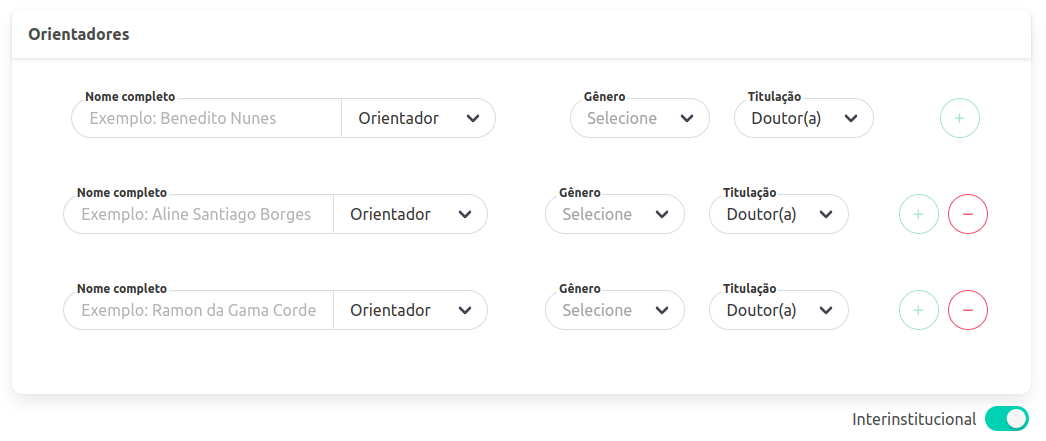 Orientadores
Nome completo Gênero Titulação
Exemplo: Benedito Nunes Orientador Selecione Doutor(a) +
Nome completo Gênero Titulação
Exemplo: Aline Santiago Borges Orientador Selecione Doutor(a) + −
Nome completo Gênero Titulação
Exemplo: Ramon da Gama Corde Orientador Selecione Doutor(a) + −
Interinstitucional